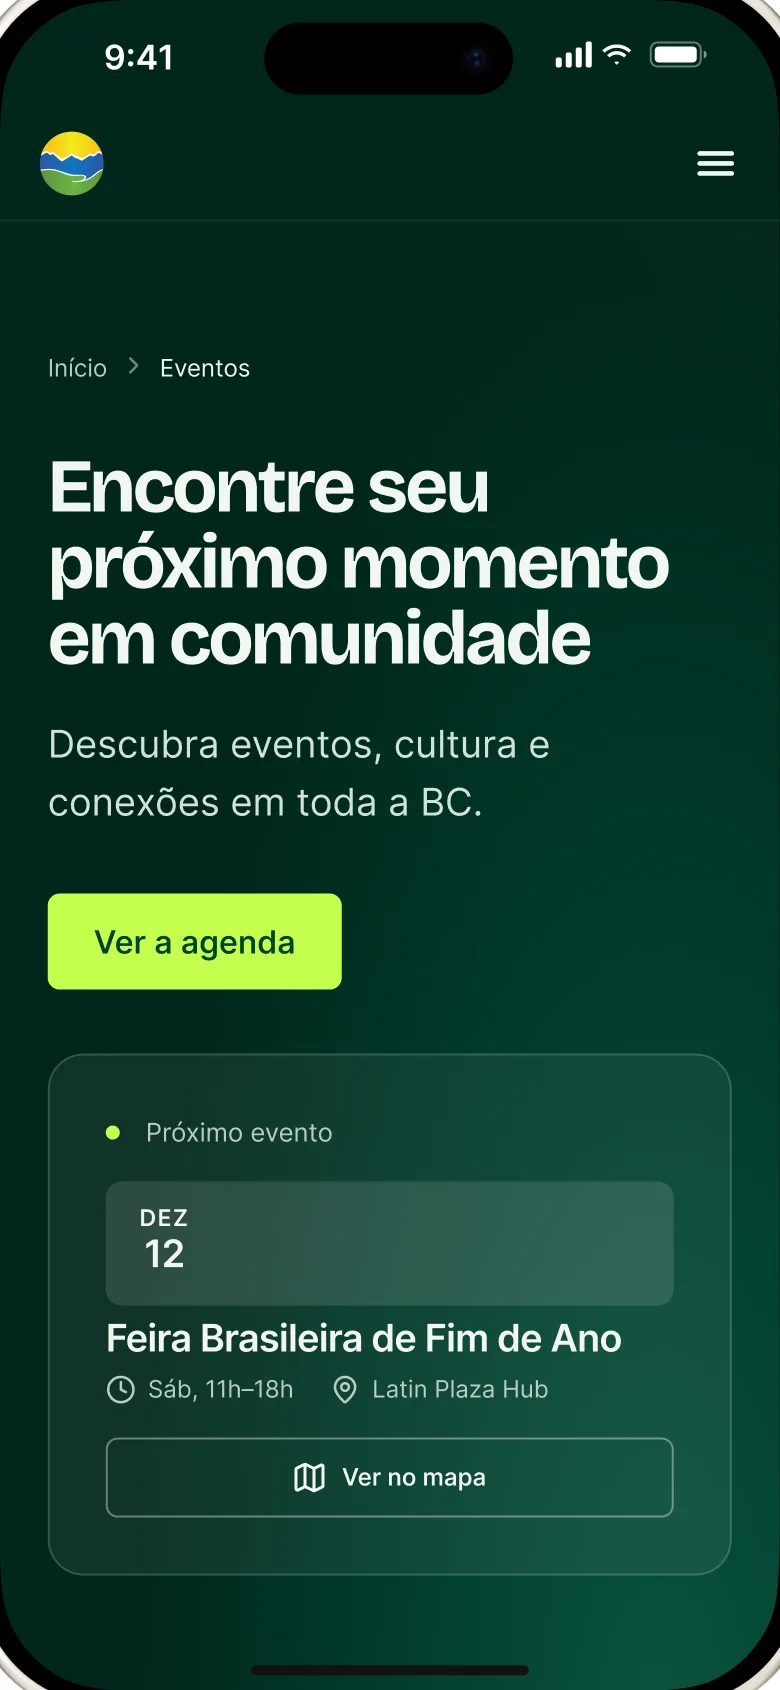 9:41
Início > Eventos
Encontre seu
próximo momento
em comunidade
Descubra eventos, cultura e
conexões em toda a BC.
Ver a agenda
Próximo evento
DEZ
12
Feira Brasileira de Fim de Ano
Sáb, 11h–18h Latin Plaza Hub
Ver no mapa